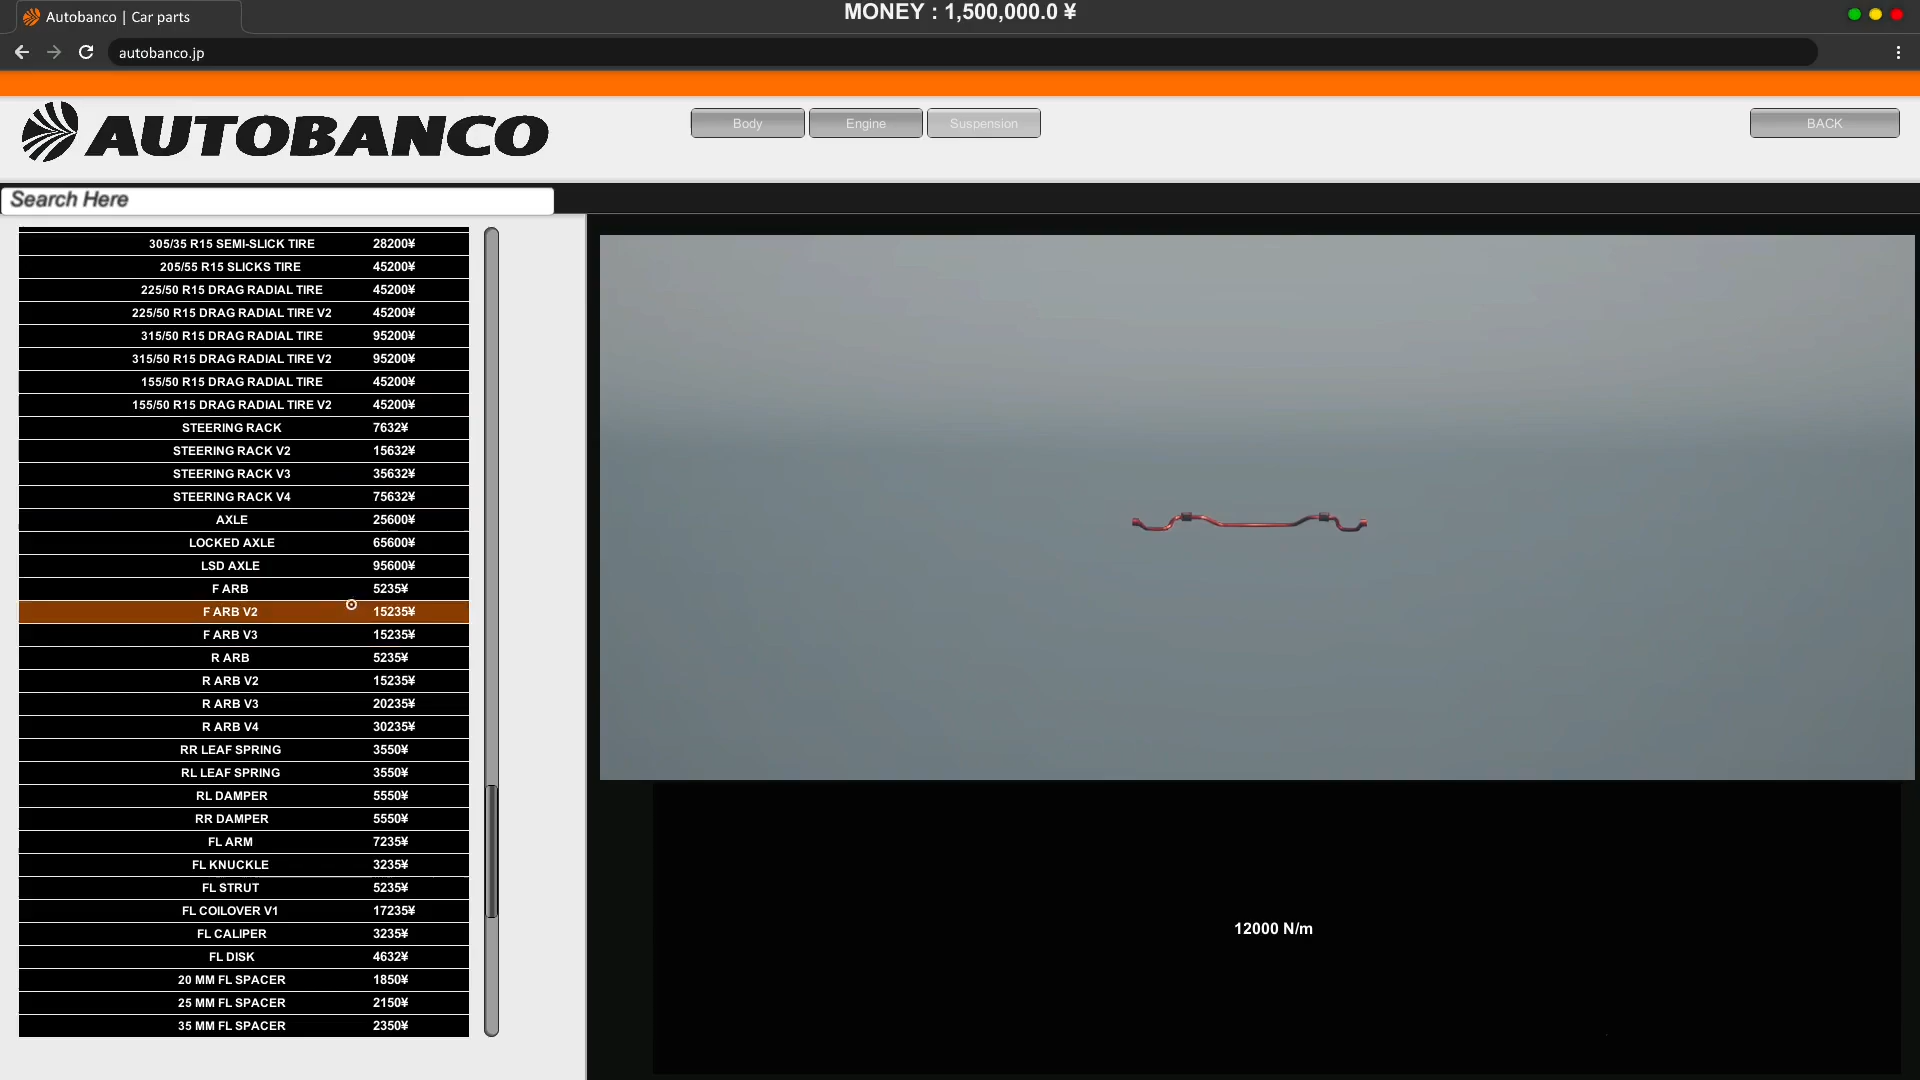 Autobanco | Car parts
MONEY : 1,500,000.0 ¥
autobanco.jp
AUTOBANCO
Body
Engine
Suspension
BACK
Search Here
305/35 R15 SEMI-SLICK TIRE 28200¥
205/55 R15 SLICKS TIRE 45200¥
225/50 R15 DRAG RADIAL TIRE 45200¥
225/50 R15 DRAG RADIAL TIRE V2 45200¥
315/50 R15 DRAG RADIAL TIRE 95200¥
315/50 R15 DRAG RADIAL TIRE V2 95200¥
155/50 R15 DRAG RADIAL TIRE 45200¥
155/50 R15 DRAG RADIAL TIRE V2 45200¥
STEERING RACK 7632¥
STEERING RACK V2 15632¥
STEERING RACK V3 35632¥
STEERING RACK V4 75632¥
AXLE 25600¥
LOCKED AXLE 65600¥
LSD AXLE 95600¥
F ARB 5235¥
F ARB V2 15235¥
F ARB V3 15235¥
R ARB 5235¥
R ARB V2 15235¥
R ARB V3 20235¥
R ARB V4 30235¥
RR LEAF SPRING 3550¥
RL LEAF SPRING 3550¥
RL DAMPER 5550¥
RR DAMPER 5550¥
FL ARM 7235¥
FL KNUCKLE 3235¥
FL STRUT 5235¥
FL COILOVER V1 17235¥
FL CALIPER 3235¥
FL DISK 4632¥
20 MM FL SPACER 1850¥
25 MM FL SPACER 2150¥
35 MM FL SPACER 2350¥
12000 N/m